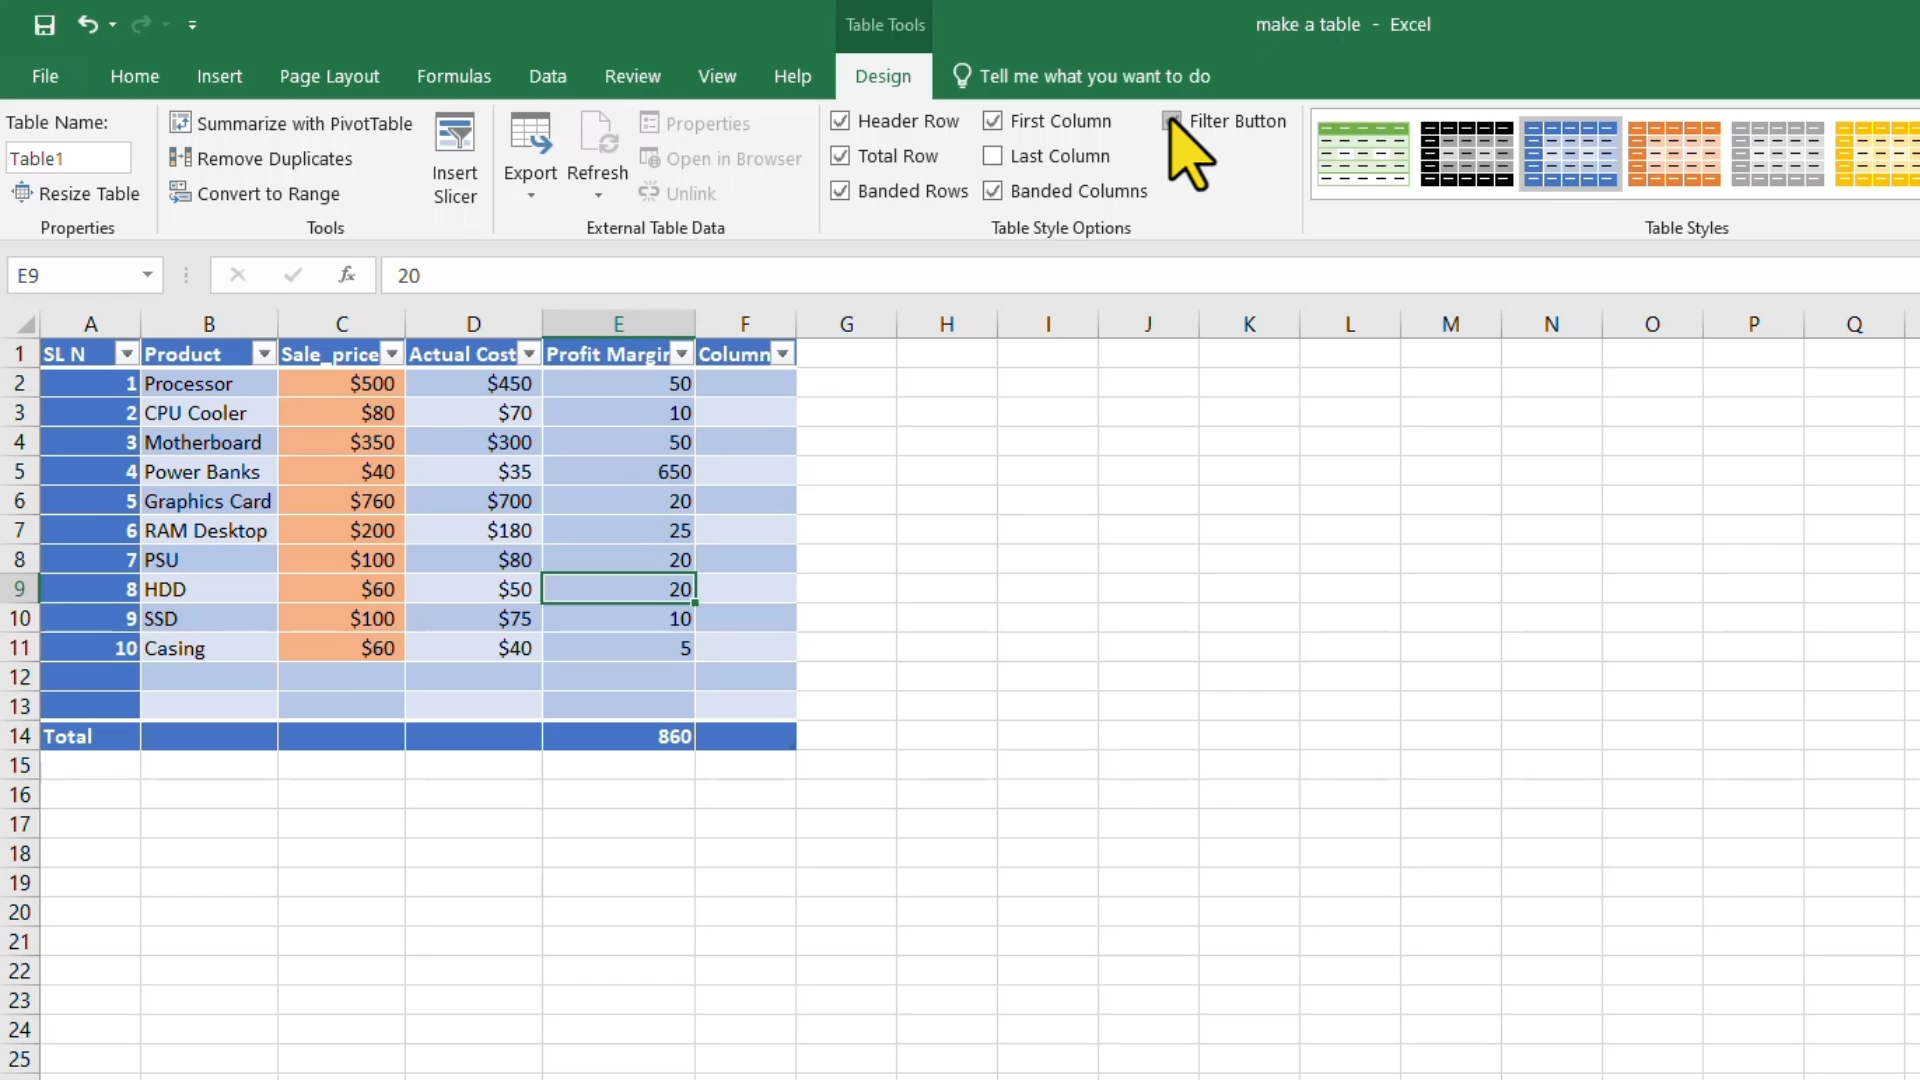 Table Tools
make a table - Excel
File Home Insert Page Layout Formulas Data Review View Help Design Tell me what you want to do
Table Name:
Table1
Resize Table
Properties
Summarize with PivotTable
Remove Duplicates
Convert to Range
Tools
Insert
Slicer
Export
Refresh
Properties
Open in Browser
Unlink
External Table Data
Header Row
Total Row
Banded Rows
First Column
Last Column
Banded Columns
Filter Button
Table Style Options
Table Styles
E9 fx 20
A B C D E F G H I J K L M N O P Q
1 SL N Product Sale_price Actual Cost Profit Margin Column
2 1 Processor $500 $450 50
3 2 CPU Cooler $80 $70 10
4 3 Motherboard $350 $300 50
5 4 Power Banks $40 $35 650
6 5 Graphics Card $760 $700 20
7 6 RAM Desktop $200 $180 25
8 7 PSU $100 $80 20
9 8 HDD $60 $50 20
10 9 SSD $100 $75 10
11 10 Casing $60 $40 5
12
13
14 Total 860
15
16
17
18
19
20
21
22
23
24
25